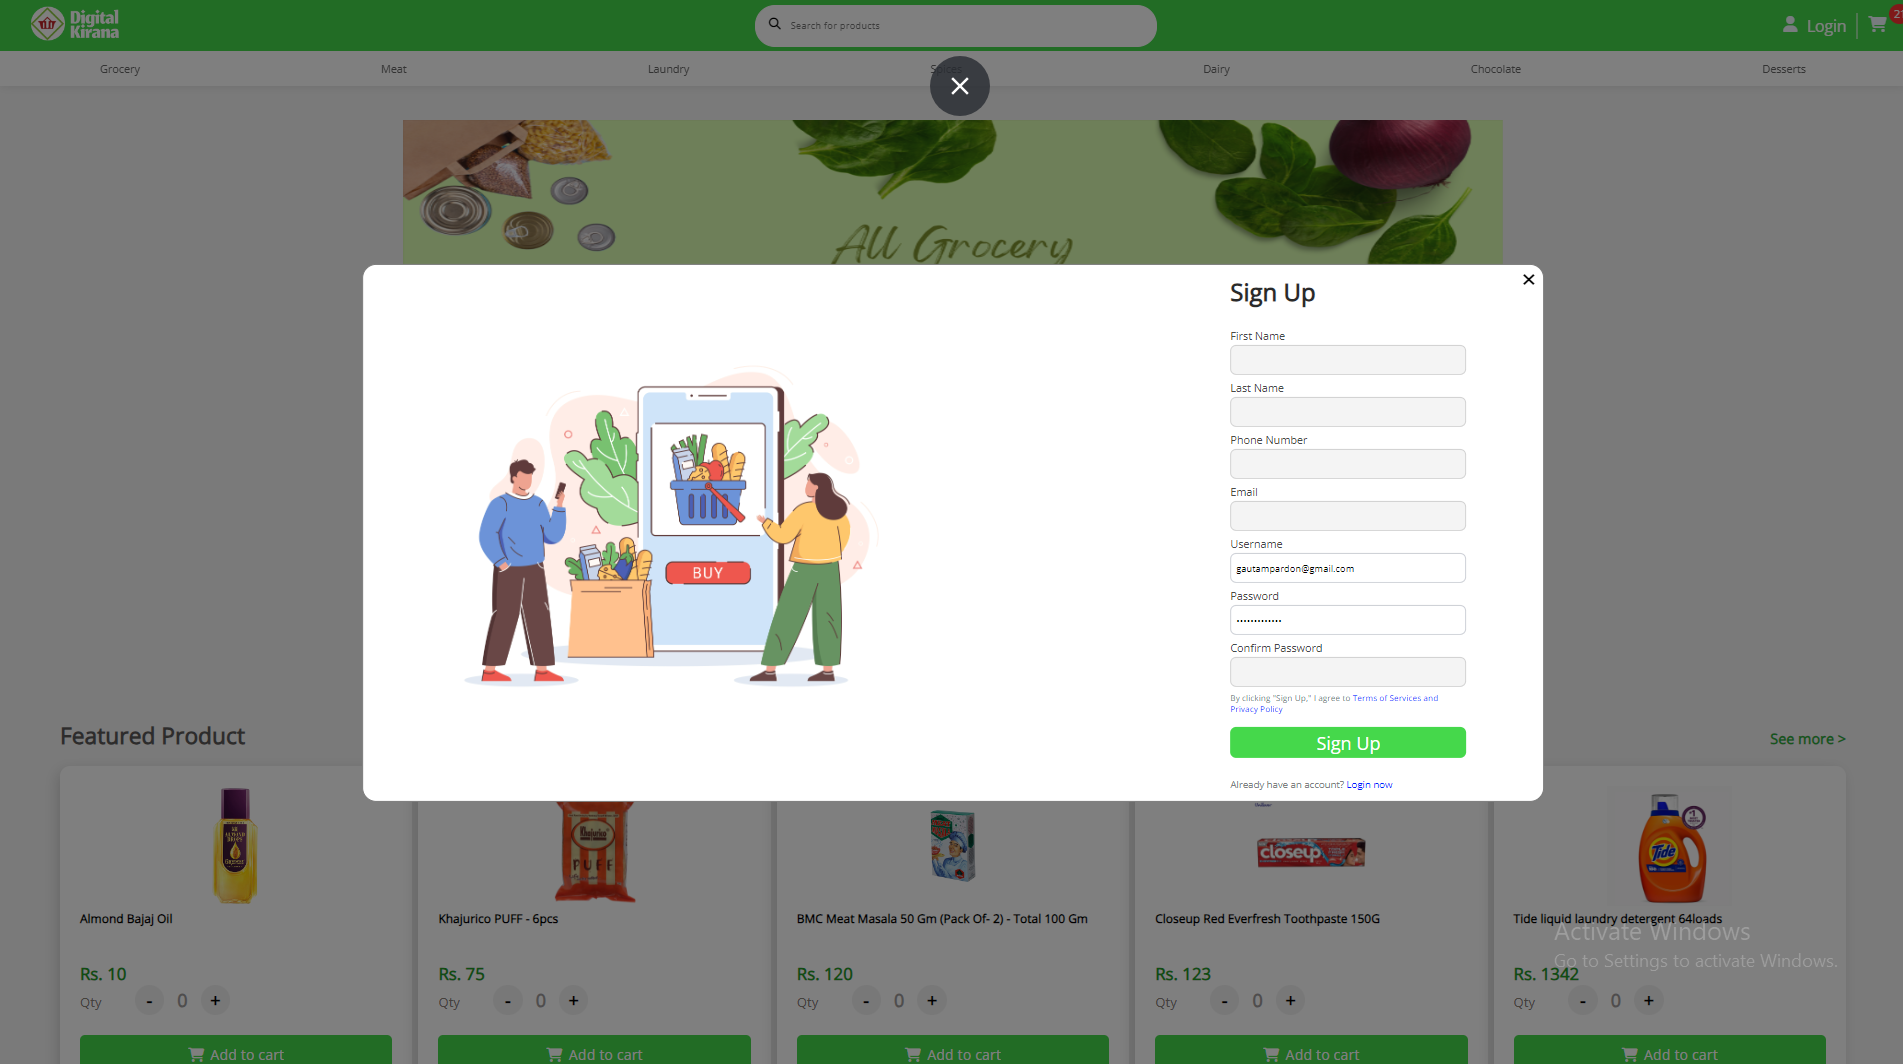 Digital
Kirana
Search for products
Login
21
Grocery
Meat
Laundry
Dairy
Chocolate
Desserts
All Grocery
Sign Up
First Name
Last Name
Phone Number
Email
Username
gautampardon@gmail.com
Password
Confirm Password
By clicking "Sign Up," I agree to Terms of Services and
Privacy Policy
Sign Up
Already have an account? Login now
BUY
Featured Product
See more >
Khajurico
PUFF
closeup
Tide
Almond Bajaj Oil
Khajurico PUFF - 6pcs
BMC Meat Masala 50 Gm (Pack Of- 2) - Total 100 Gm
Closeup Red Everfresh Toothpaste 150G
Tide liquid laundry detergent 64loads
Activate Windows
Go to Settings to activate Windows.
Rs. 10
Rs. 75
Rs. 120
Rs. 123
Rs. 1342
Qty - 0 +
Qty - 0 +
Qty - 0 +
Qty - 0 +
Qty - 0 +
Add to cart
Add to cart
Add to cart
Add to cart
Add to cart